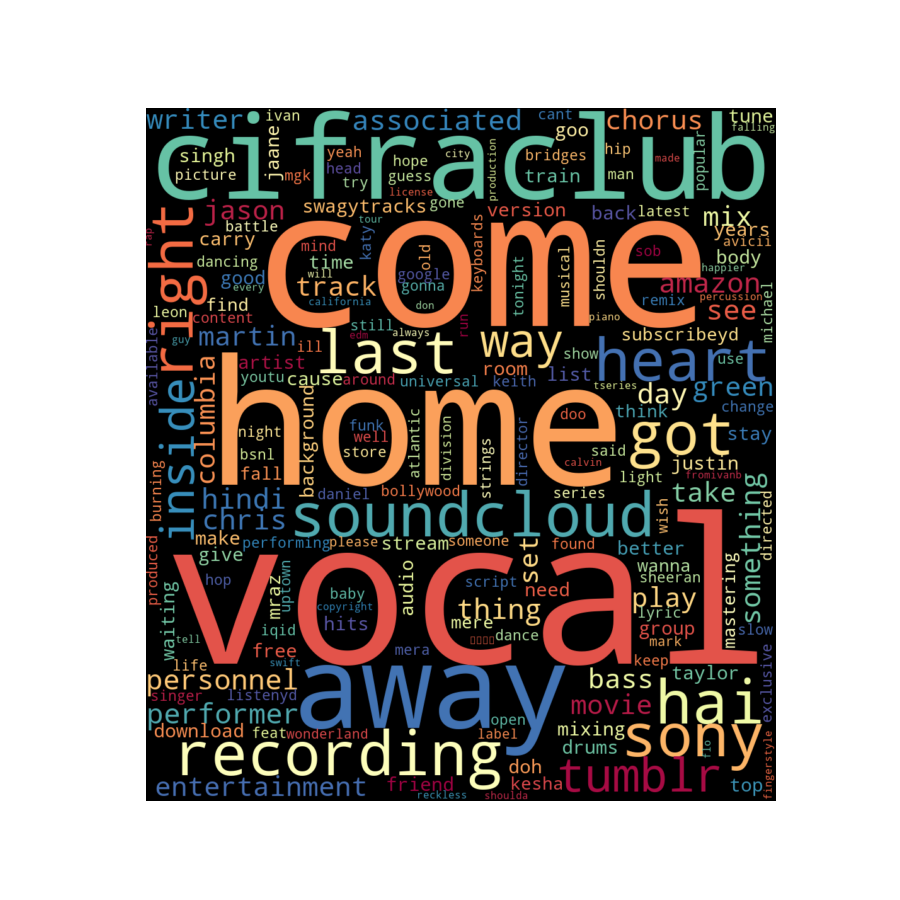 writer ivan associated cant goo chorus tune
falling
cifraclub
singh jaane yeah hope city production bridges hip made popular
picture mgk head try guess train man
license
jason swagytracks gone version back latest mix years
battle tour katy keyboards avicii
rap carry mind old musical shouldn sob body
dancing time google tonight happier
come
good every will track gonna remix amazon
find california don percussion
leon content piano see michael
right still always run subscribeyd
guy martin ill edm last way show heart
available artist room use
inside columbia youtu cause around universal keith list tseries day green
home
background night funk doo think change
bsnl well atlantic division said got stay
store strings director calvin justin
fall light fromivanb
burning hindi daniel bollywood series take something
chris soundcloud wish directed
make performing please stream someone found better
produced give set wanna
vocal
hop uptown audio script need sheeran mastering
waiting mraz baby thing play
copyright lyric
iqid hits mere dance group slow
tell free mera mark
life swift keep
personnel away bass taylor exclusive
singer listenyd movie hai
performer open
download feat wonderland label mixing sony
recording drums flo
doh tumblr fingerstyle
entertainment friend kesha top
reckless shoulda